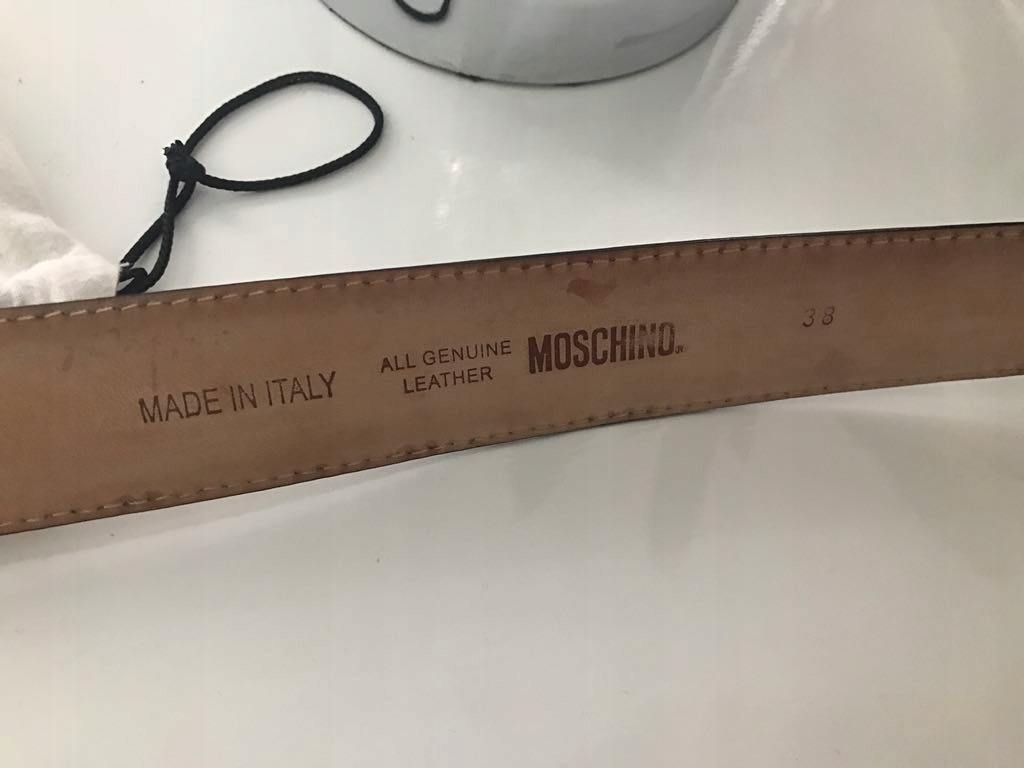 MADE IN ITALY
ALL GENUINE
LEATHER
MOSCHINO
38